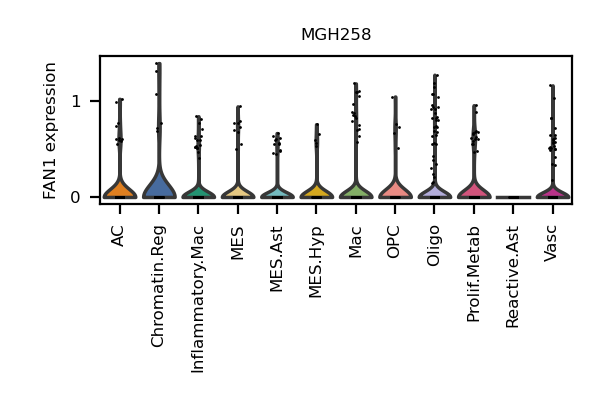 MGH258
FAN1 expression
1
0
AC
Chromatin.Reg
Inflammatory.Mac
MES
MES.Ast
MES.Hyp
Mac
OPC
Oligo
Prolif.Metab
Reactive.Ast
Vasc